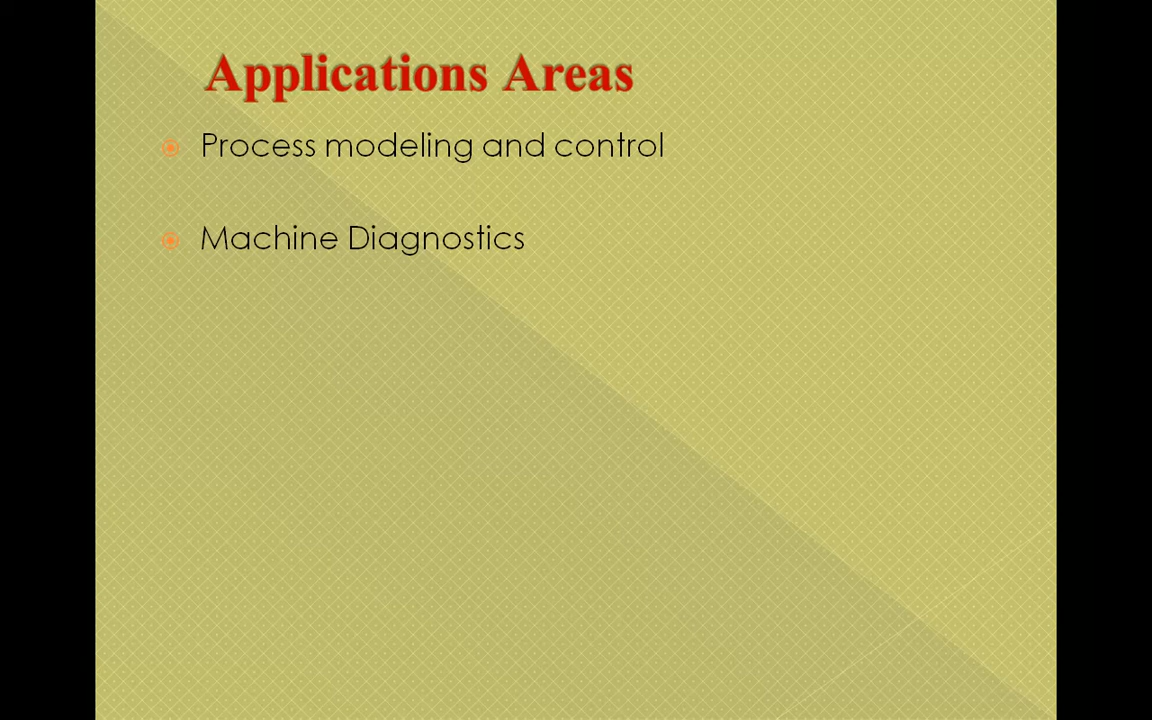 Applications Areas
Process modeling and control
Machine Diagnostics